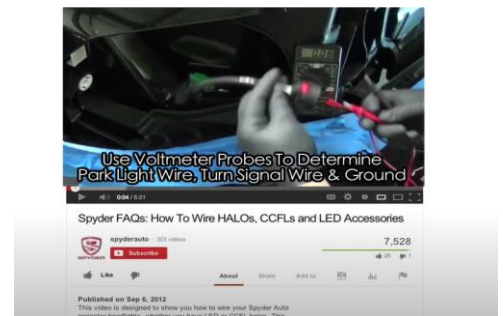 Use Voltmeter Probes To Determine
Park Light Wire, Turn Signal Wire & Ground
0:04 / 5:21
Spyder FAQs: How To Wire HALOs, CCFLs and LED Accessories
spyderauto 303 videos
Subscribe
7,528
Like
About Share Add to
Published on Sep 6, 2012
This video is designed to show you how to wire your Spyder Auto